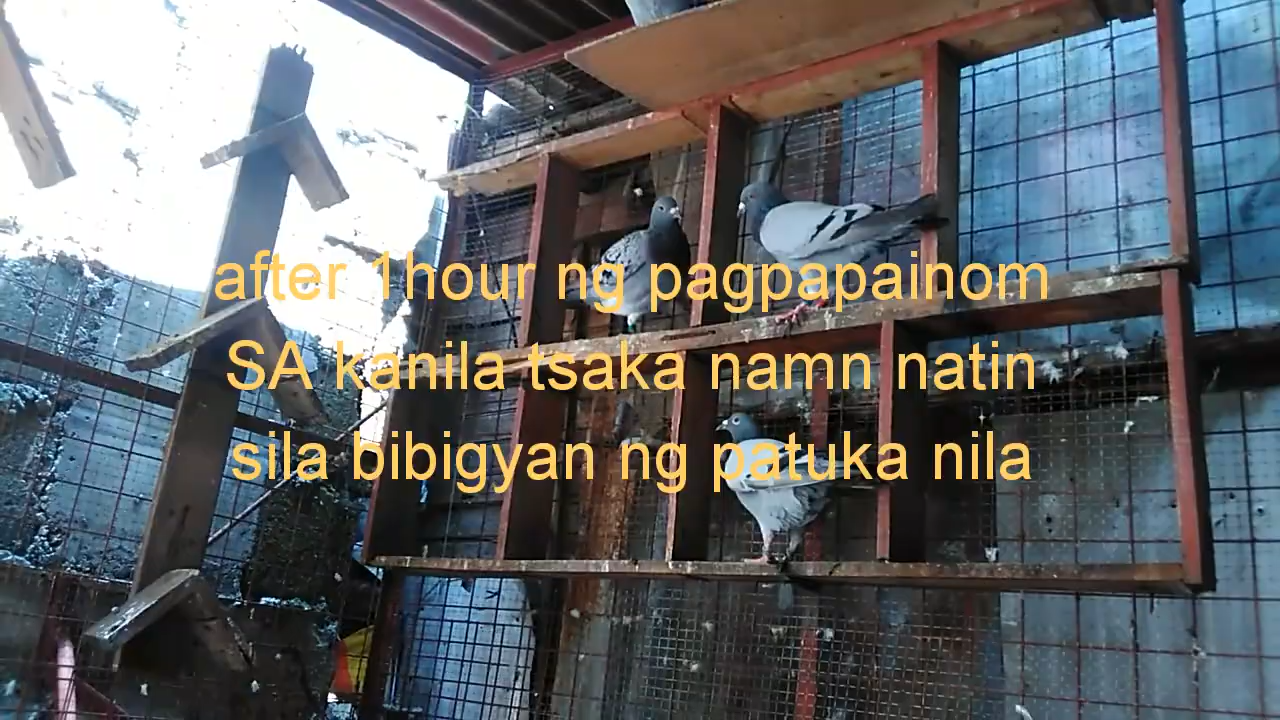 after 1hour ng pagpapainom
SA kanila tsaka namn natin
sila bibigyan ng patuka nila